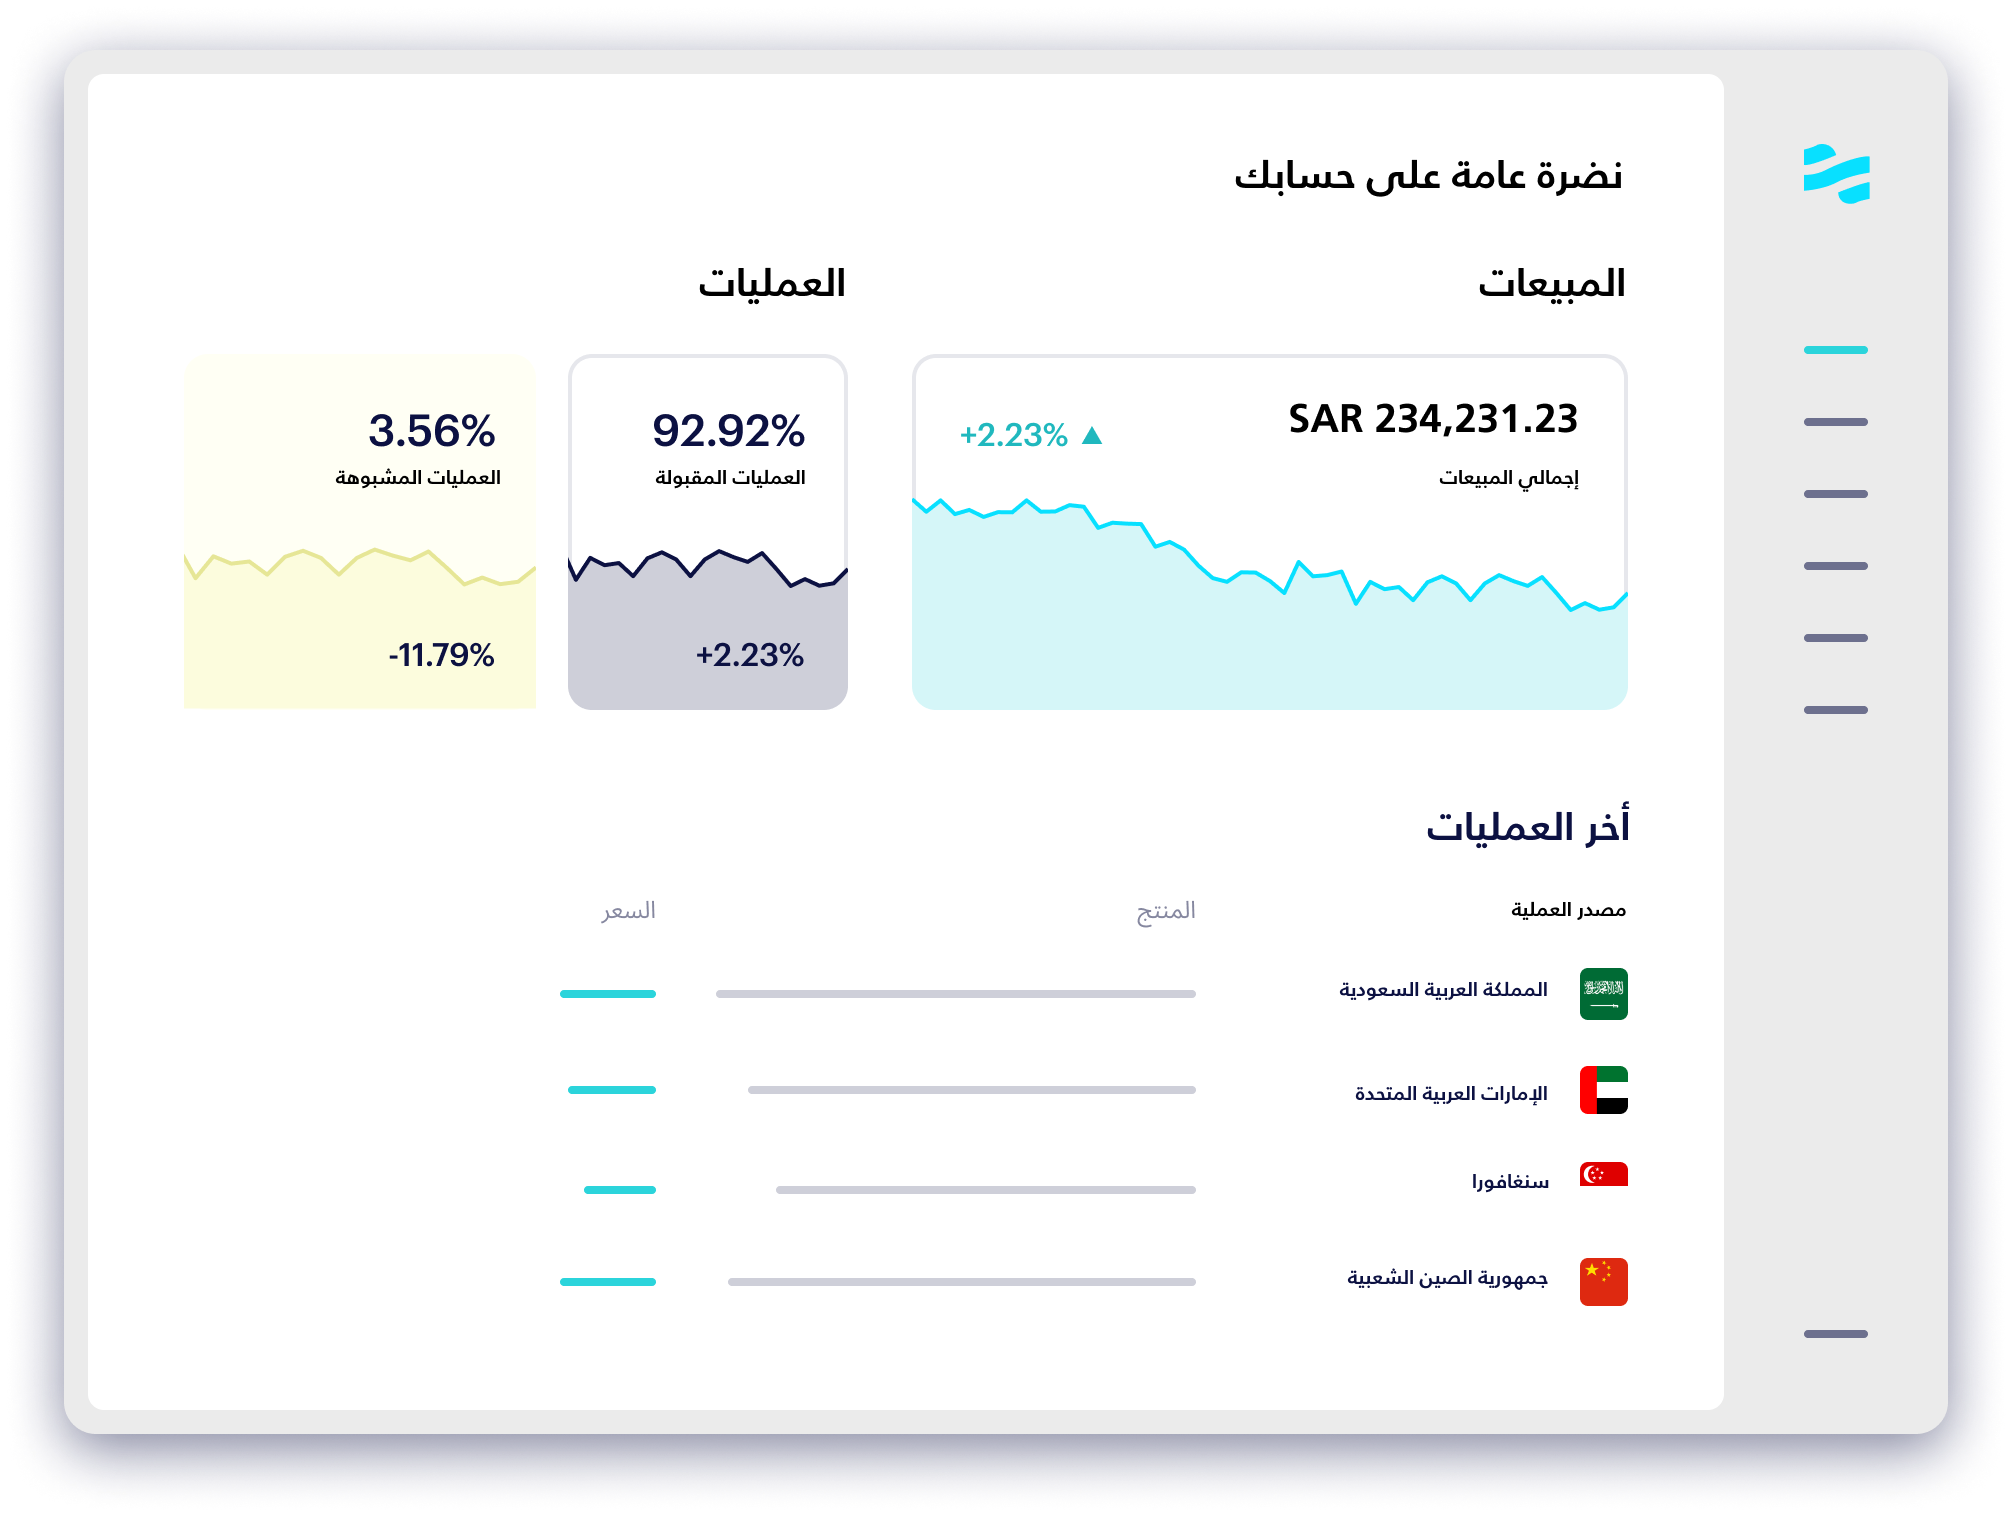 نضرة عامة على حسابك
المبيعات
SAR 234,231.23
+2.23%
إجمالي المبيعات
العمليات
92.92%
العمليات المقبولة
+2.23%
3.56%
العمليات المشبوهة
-11.79%
أخر العمليات
مصدر العملية
المنتج
السعر
المملكة العربية السعودية
الإمارات العربية المتحدة
سنغافورا
جمهورية الصين الشعبية